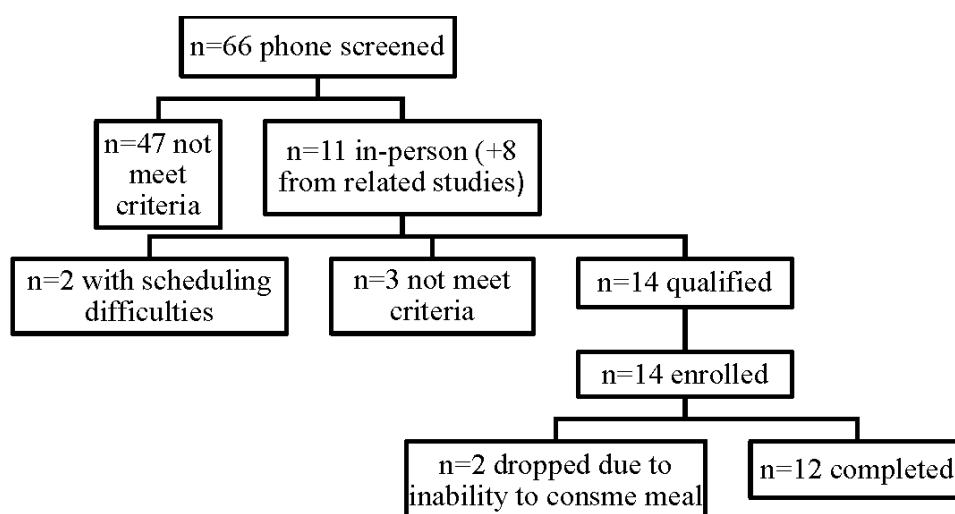 n=66 phone screened
n=47 not
meet
criteria
n=11 in-person (+8
from related studies)
n=2 with scheduling
difficulties
n=3 not meet
criteria
n=14 qualified
n=14 enrolled
n=2 dropped due to
inability to consme meal
n=12 completed